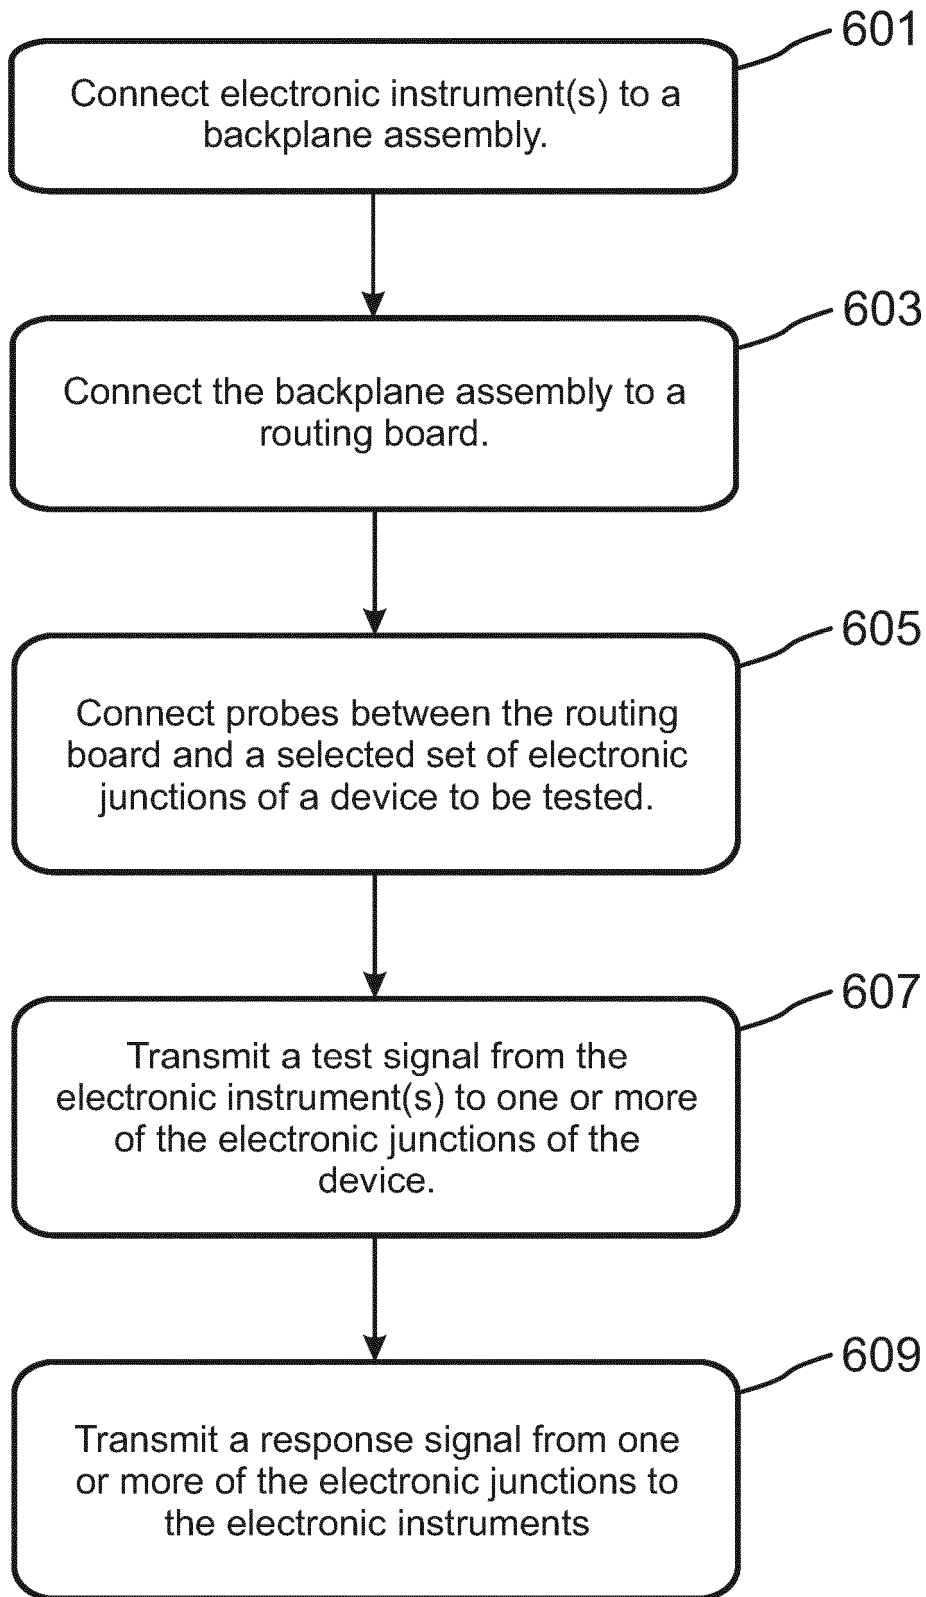 601
Connect electronic instrument(s) to a
backplane assembly.
603
Connect the backplane assembly to a
routing board.
605
Connect probes between the routing
board and a selected set of electronic
junctions of a device to be tested.
607
Transmit a test signal from the
electronic instrument(s) to one or more
of the electronic junctions of the
device.
609
Transmit a response signal from one
or more of the electronic junctions to
the electronic instruments